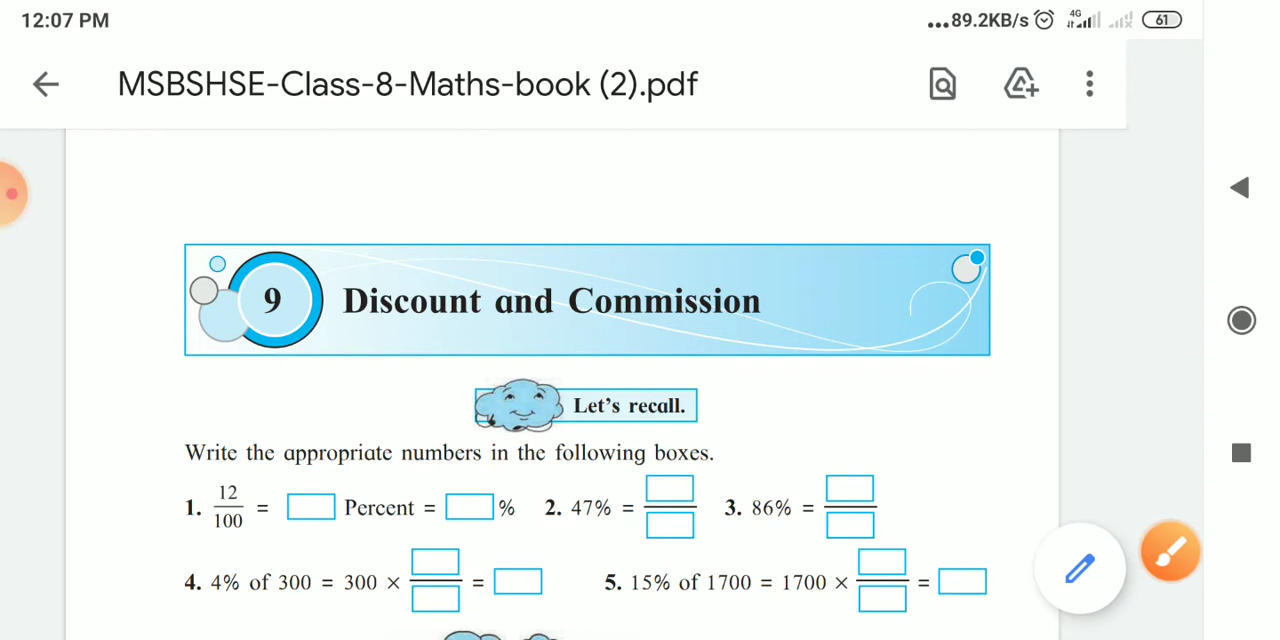 12:07 PM
...89.2KB/s 4G 61
MSBSHSE-Class-8-Maths-book (2).pdf
9 Discount and Commission
Let's recall.
Write the appropriate numbers in the following boxes.
1. 12/100 = Percent = % 2. 47% = 3. 86% =
4. 4% of 300 = 300 × = 5. 15% of 1700 = 1700 × =